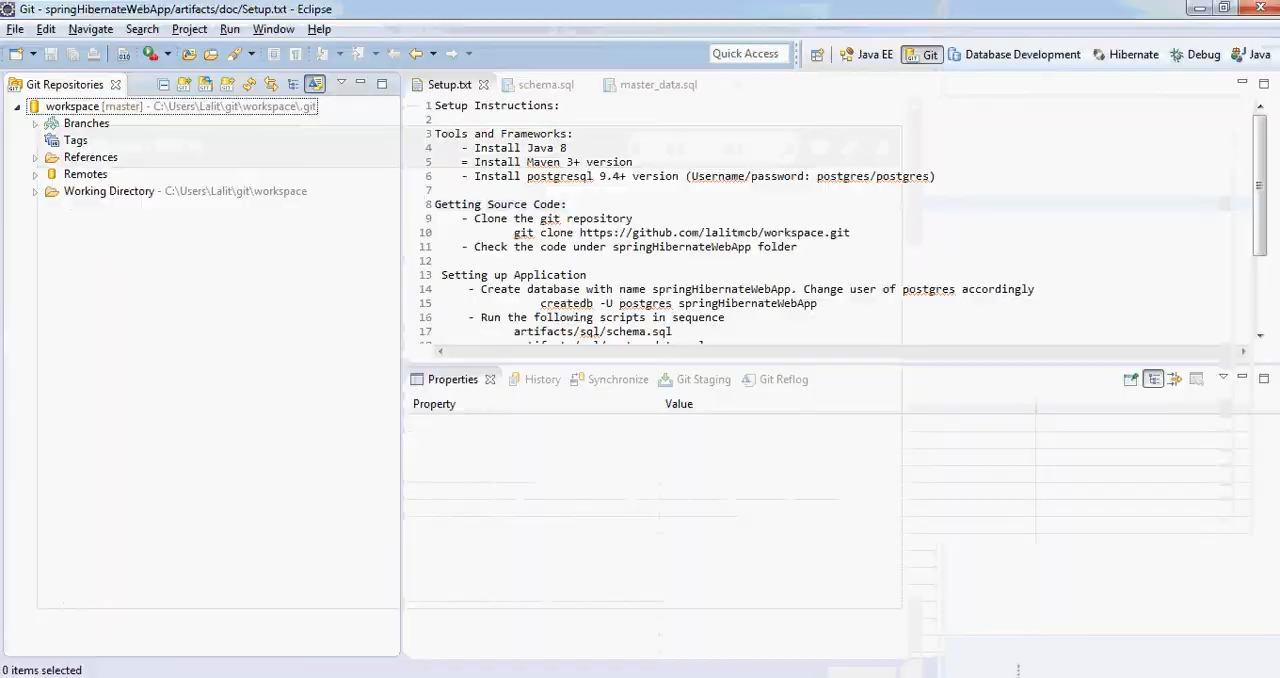 Git - springHibernateWebApp/artifacts/doc/Setup.txt - Eclipse
File Edit Navigate Search Project Run Window Help
Quick Access Java EE Git Database Development Hibernate Debug Java
Git Repositories
workspace [master] - C:\Users\Lalit\git\workspace\.git
Branches
Tags
References
Remotes
Working Directory - C:\Users\Lalit\git\workspace
Setup.txt schema.sql master_data.sql
1 Setup Instructions:
2
3 Tools and Frameworks:
4 - Install Java 8
5 = Install Maven 3+ version
6 - Install postgresql 9.4+ version (Username/password: postgres/postgres)
7
8 Getting Source Code:
9 - Clone the git repository
10 git clone https://github.com/lalitmcb/workspace.git
11 - Check the code under springHibernateWebApp folder
12
13 Setting up Application
14 - Create database with name springHibernateWebApp. Change user of postgres accordingly
15 createdb -U postgres springHibernateWebApp
16 - Run the following scripts in sequence
17 artifacts/sql/schema.sql
Properties History Synchronize Git Staging Git Reflog
Property Value
0 items selected